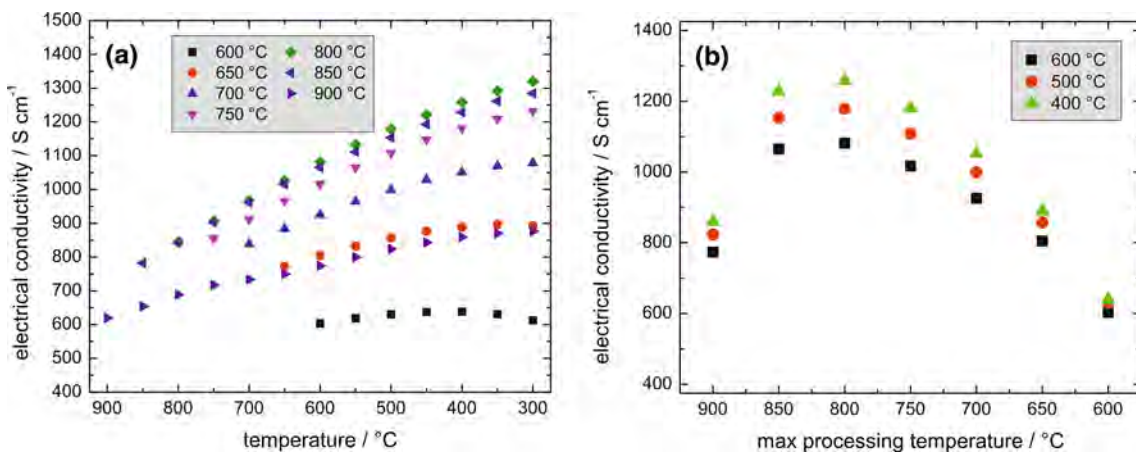 (a)
600 °C
650 °C
700 °C
750 °C
800 °C
850 °C
900 °C
1500
1400
1300
1200
1100
1000
900
800
700
600
500
400
electrical conductivity / S cm⁻¹
900 800 700 600 500 400 300
temperature / °C
(b)
600 °C
500 °C
400 °C
1400
1200
1000
800
600
400
electrical conductivity / S cm⁻¹
900 850 800 750 700 650 600
max processing temperature / °C